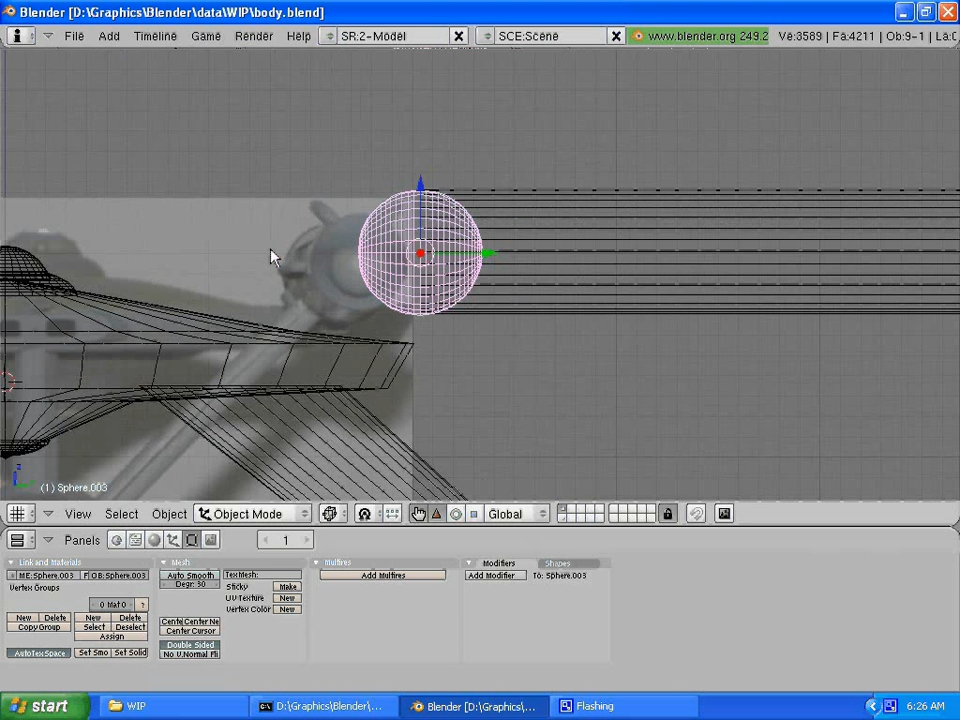 Blender [D:\Graphics\Blender\data\WIP\body.blend]
File Add Timeline Game Render Help SR:2-Model SCE:Scene www.blender.org 249.2 Ve:3589 | Fa:4211 | Ob:9-1 | La:0
(1) Sphere.003
View Select Object Object Mode Global
Panels 1
Link and Materials Mesh Multires Modifiers Shapes
ME:Sphere.003 F OB:Sphere.003 Auto Smooth TexMesh: Add Multires Add Modifier To: Sphere.003
Vertex Groups Degr: 30 Sticky Make
UV Texture New
0 Mat 0 ? Vertex Color New
New Delete New Delete Cente Center Ne
Copy Group Select Deselect Center Cursor
Assign
Double Sided
AutoTexSpace Set Smo Set Solid No V.Normal Fli
start WIP D:\Graphics\Blender\... Blender [D:\Graphics\... Flashing 6:26 AM